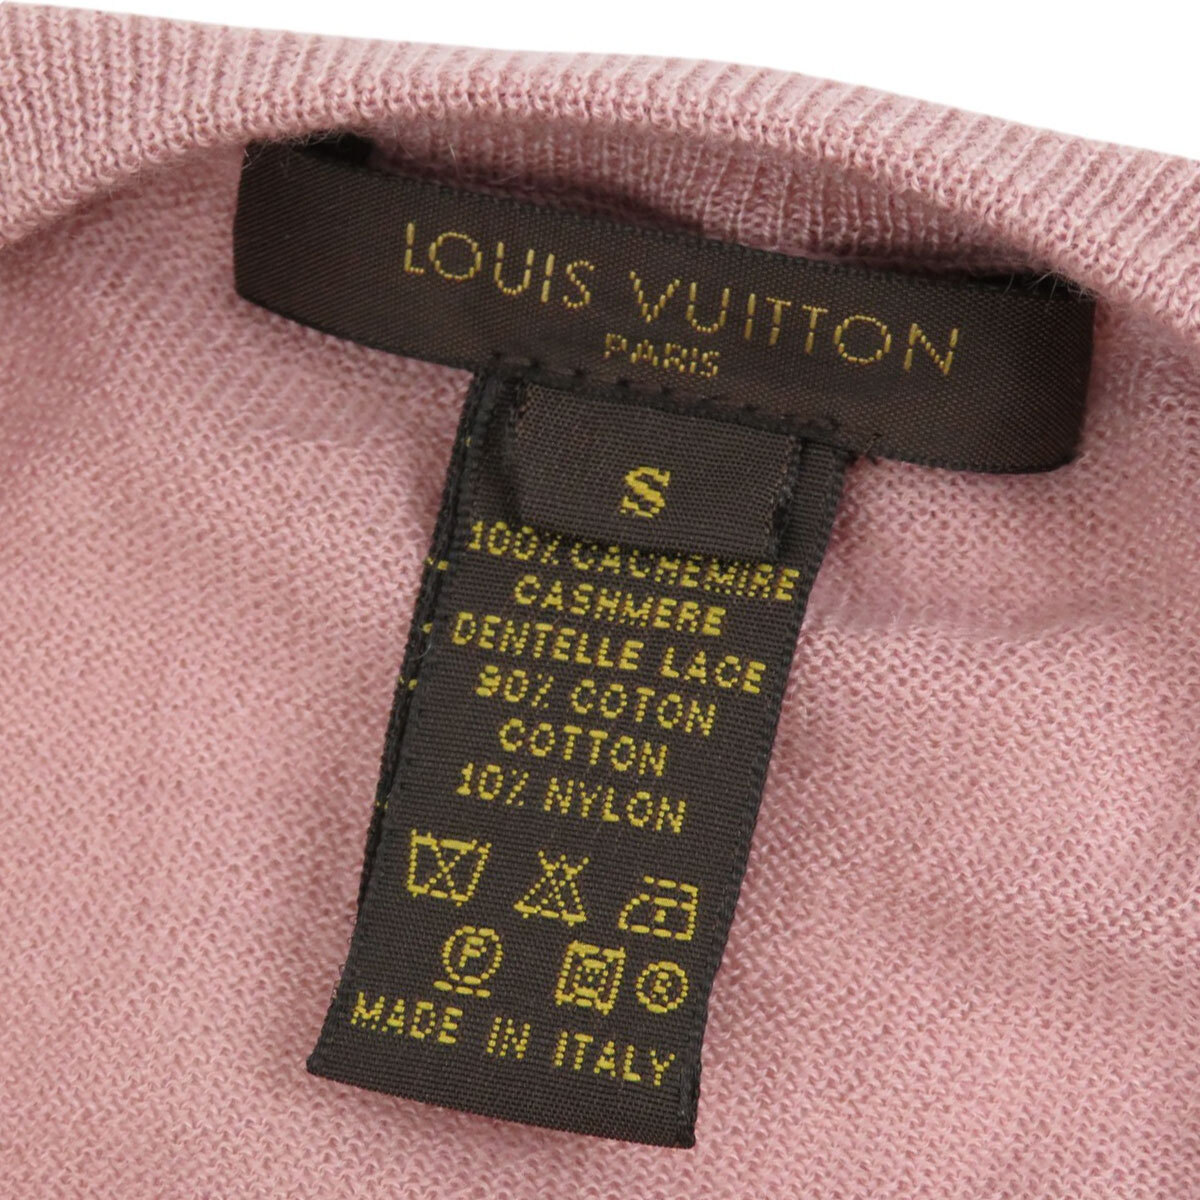 LOUIS VUITTON
PARIS
S
100% CACHEMIRE
CASHMERE
DENTELLE LACE
90% COTON
COTTON
10% NYLON
P
R
MADE IN ITALY